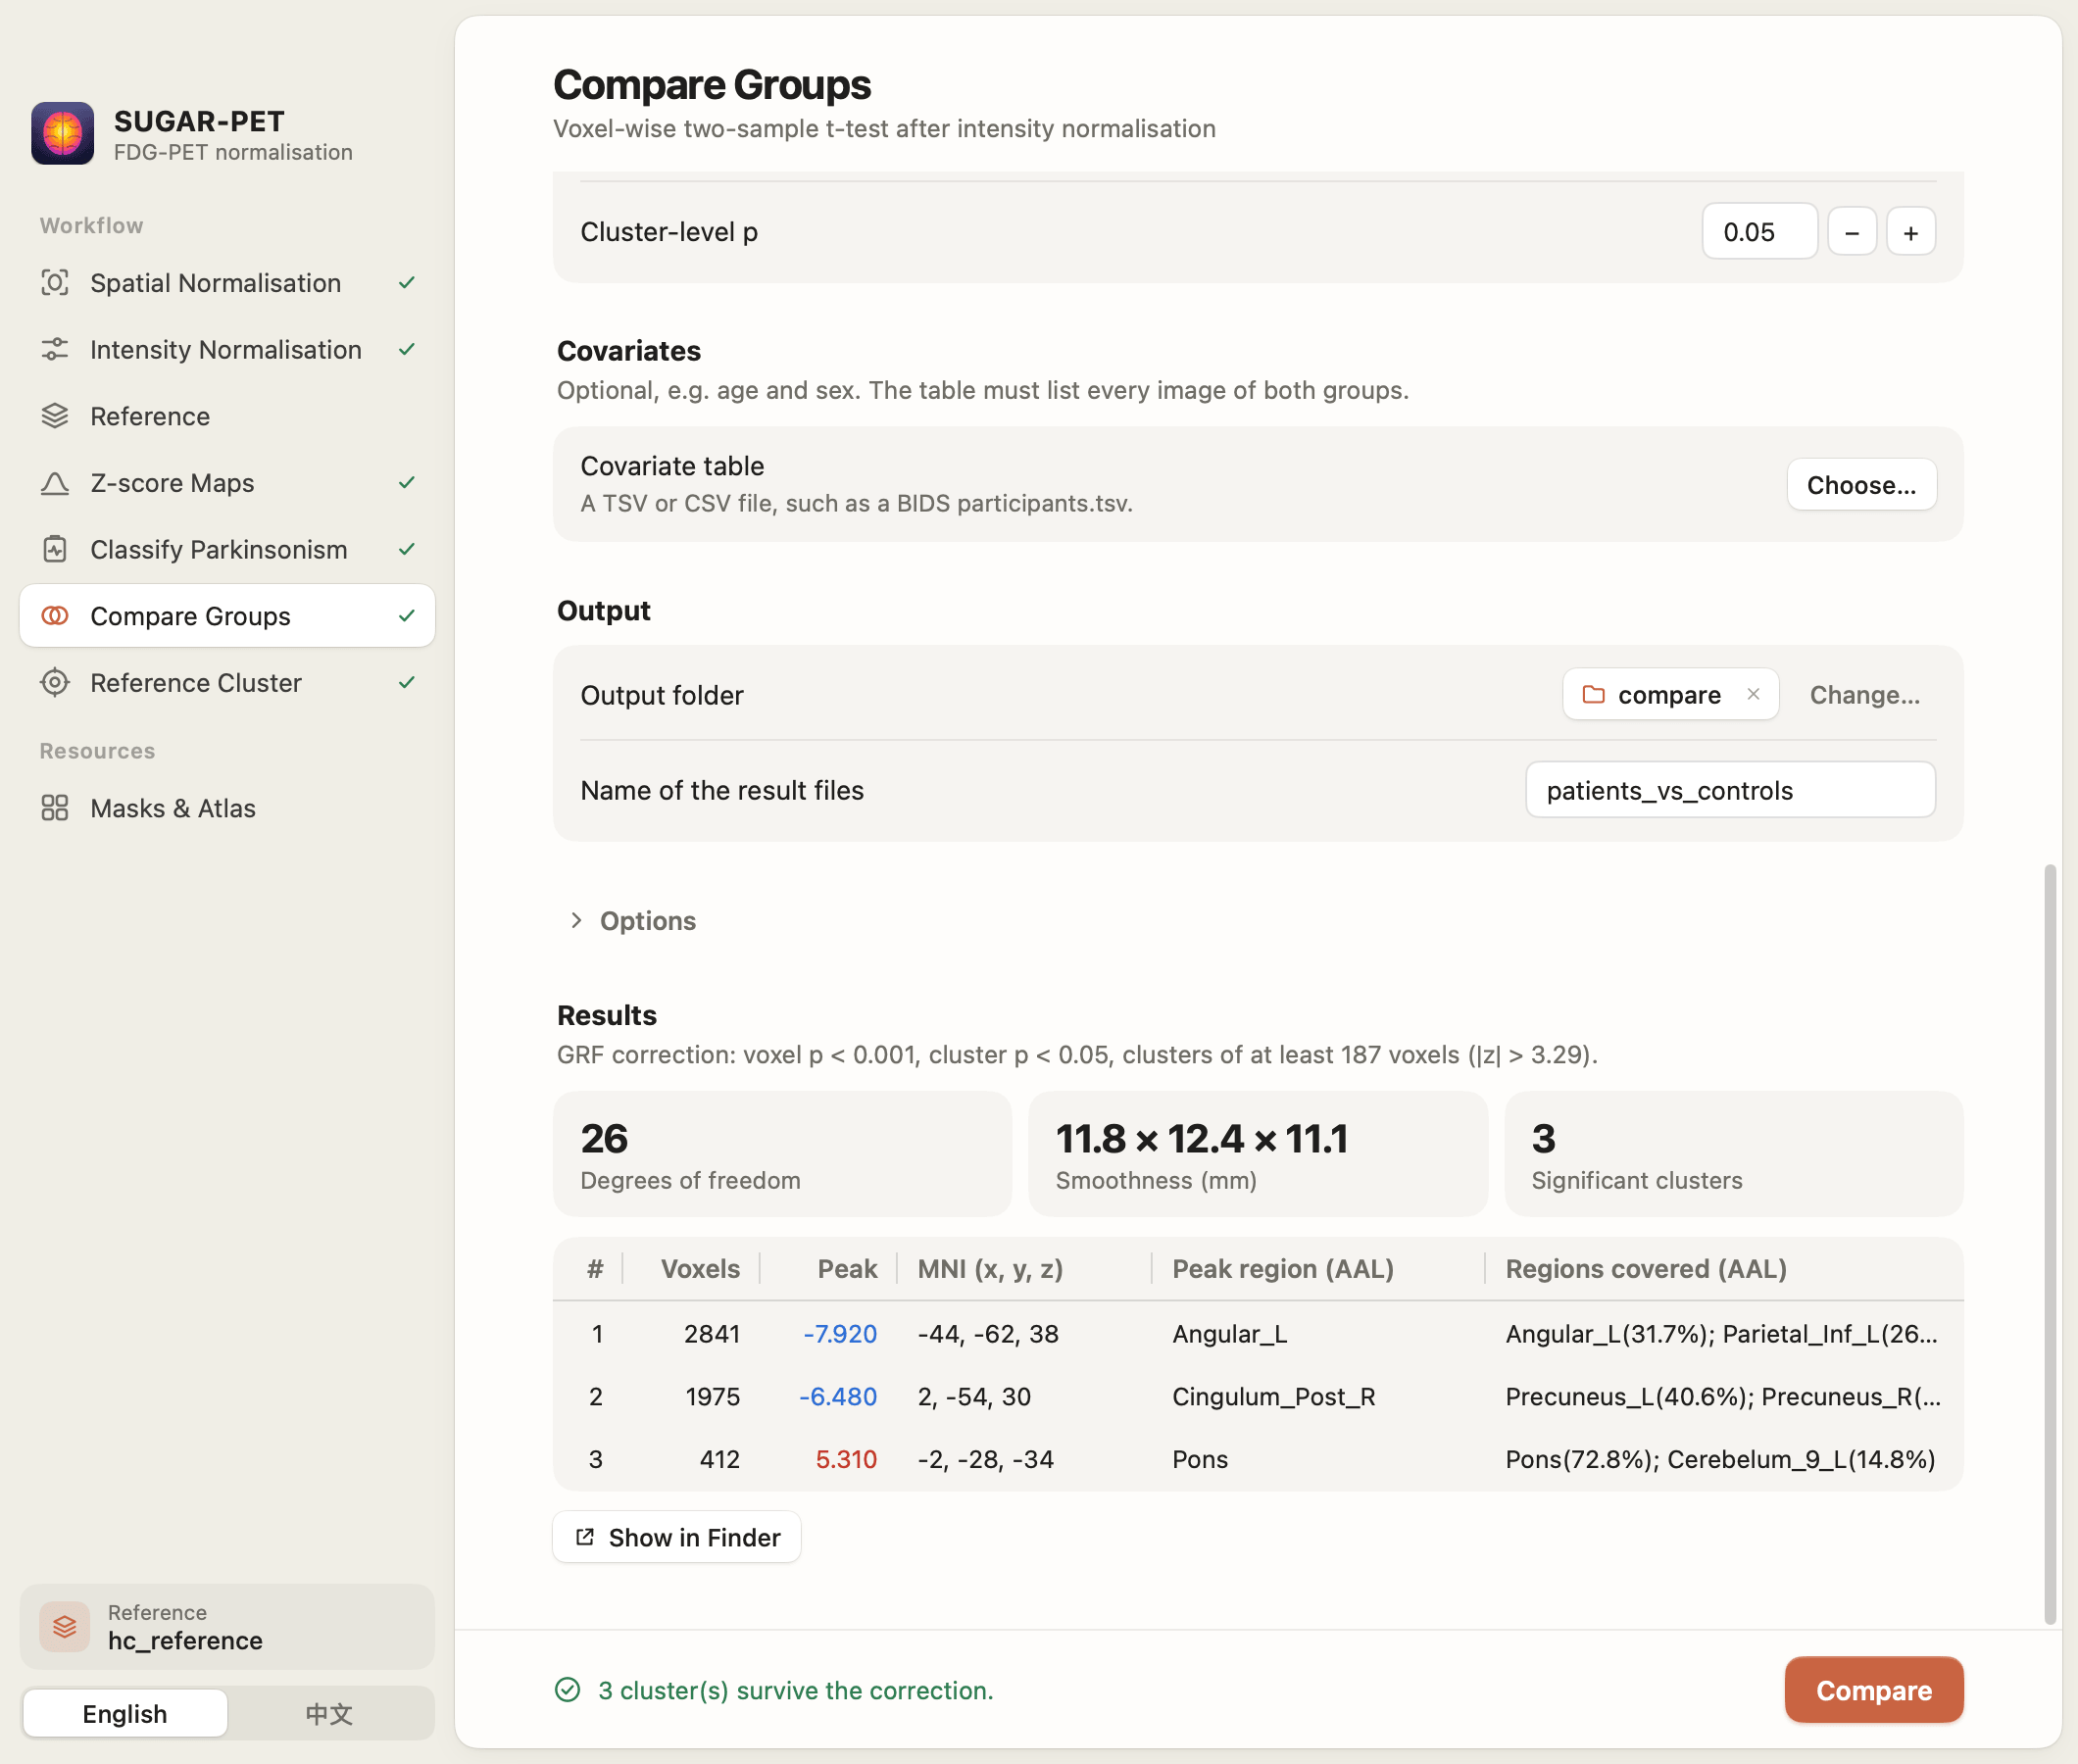 SUGAR-PET
FDG-PET normalisation
Workflow
Spatial Normalisation
Intensity Normalisation
Reference
Z-score Maps
Classify Parkinsonism
Compare Groups
Reference Cluster
Resources
Masks & Atlas
Reference
hc_reference
English
中文
Compare Groups
Voxel-wise two-sample t-test after intensity normalisation
Cluster-level p
0.05
−
+
Covariates
Optional, e.g. age and sex. The table must list every image of both groups.
Covariate table
A TSV or CSV file, such as a BIDS participants.tsv.
Choose...
Output
Output folder
compare
×
Change...
Name of the result files
patients_vs_controls
Options
Results
GRF correction: voxel p < 0.001, cluster p < 0.05, clusters of at least 187 voxels (|z| > 3.29).
26
Degrees of freedom
11.8 × 12.4 × 11.1
Smoothness (mm)
3
Significant clusters
# Voxels Peak MNI (x, y, z) Peak region (AAL) Regions covered (AAL)
1 2841 -7.920 -44, -62, 38 Angular_L Angular_L(31.7%); Parietal_Inf_L(26...
2 1975 -6.480 2, -54, 30 Cingulum_Post_R Precuneus_L(40.6%); Precuneus_R(...
3 412 5.310 -2, -28, -34 Pons Pons(72.8%); Cerebelum_9_L(14.8%)
Show in Finder
3 cluster(s) survive the correction.
Compare